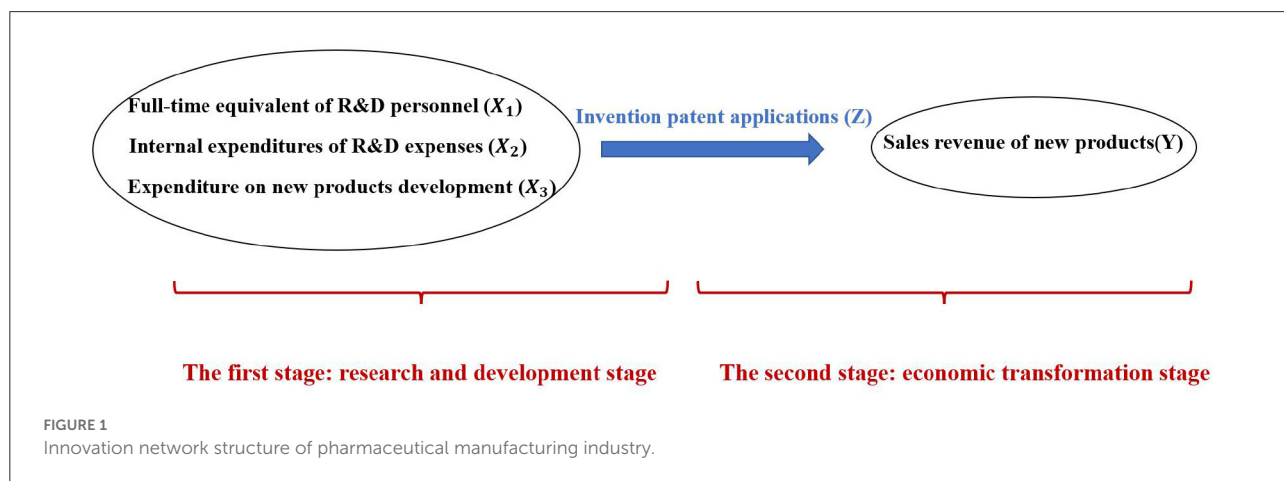 Full-time equivalent of R&D personnel (X₁)
Internal expenditures of R&D expenses (X₂)
Expenditure on new products development (X₃)
Invention patent applications (Z)
Sales revenue of new products(Y)
The first stage: research and development stage
The second stage: economic transformation stage
FIGURE 1
Innovation network structure of pharmaceutical manufacturing industry.